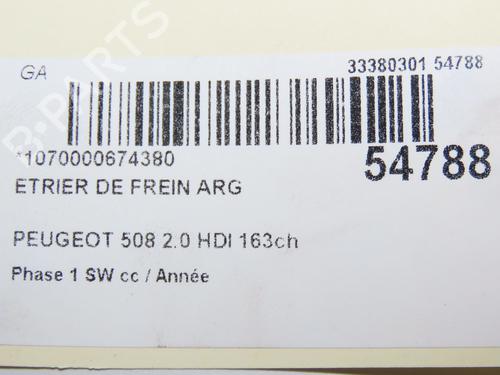 GA
33380301 54788
*1070000674380
54788
ETRIER DE FREIN ARG
PEUGEOT 508 2.0 HDI 163ch
Phase 1 SW cc / Année
B-PARTS